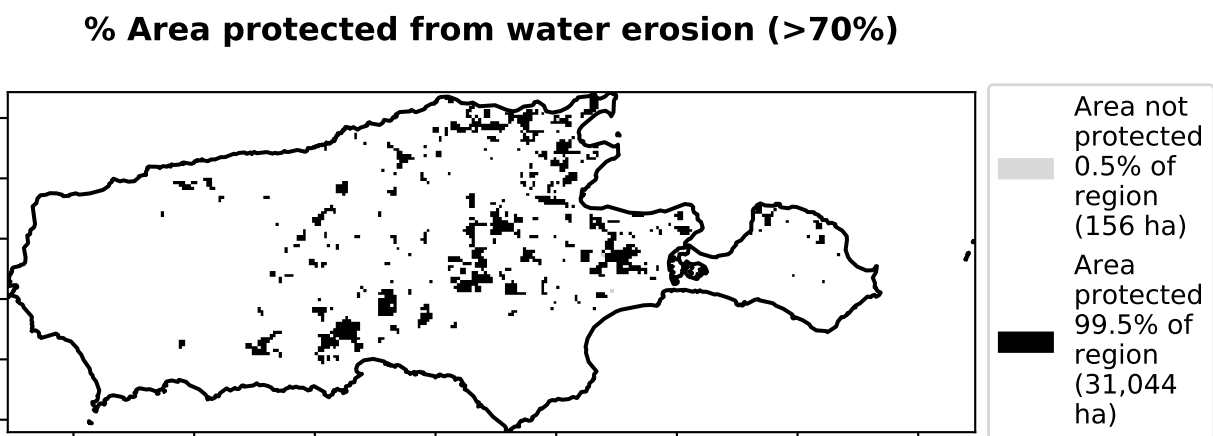 % Area protected from water erosion (>70%)
Area not
protected
0.5% of
region
(156 ha)
Area
protected
99.5% of
region
(31,044
ha)